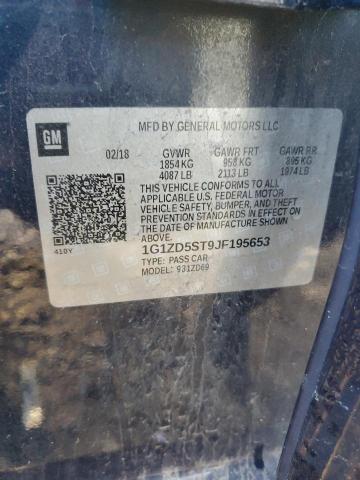 GM
MFD BY GENERAL MOTORS LLC
02/18 GVWR GAWR FRT GAWR RR
1854 KG 958 KG 895 KG
4087 LB 2113 LB 1974 LB
THIS VEHICLE CONFORMS TO ALL
APPLICABLE U.S. FEDERAL MOTOR
VEHICLE SAFETY, BUMPER, AND THEFT
PREVENTION STANDARDS IN EFFECT ON
THE DATE OF MANUFACTURE SHOWN
ABOVE.
410Y
1G1ZD5ST9JF195653
TYPE: PASS CAR
MODEL: 931ZD69